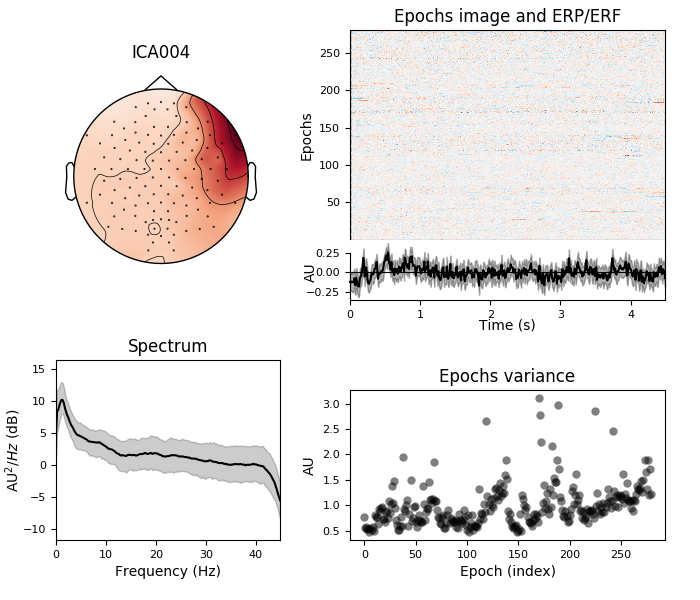 ICA004
Epochs image and ERP/ERF
Epochs
250
200
150
100
50
AU
0.25
0.00
−0.25
0 1 2 3 4
Time (s)
Spectrum
AU²/Hz (dB)
15
10
5
0
−5
−10
0 10 20 30 40
Frequency (Hz)
Epochs variance
AU
3.0
2.5
2.0
1.5
1.0
0.5
0 50 100 150 200 250
Epoch (index)